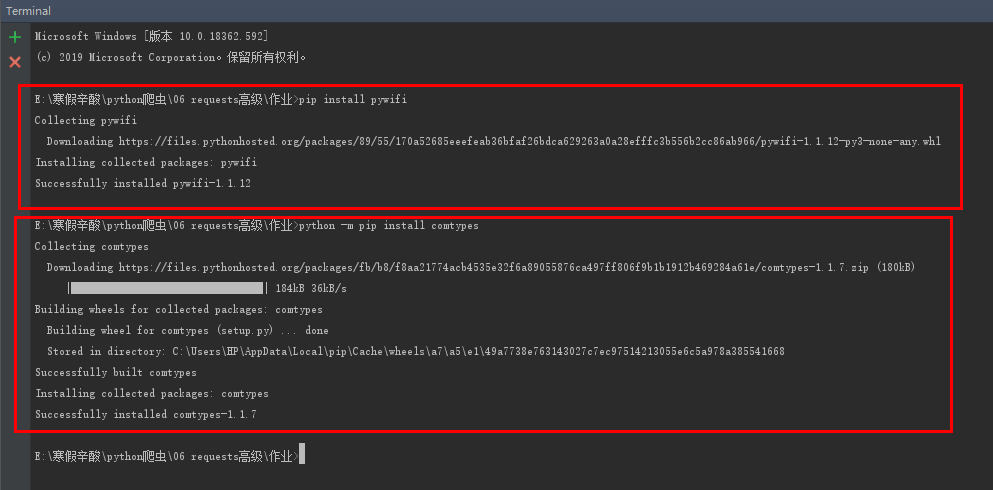 Terminal
Microsoft Windows [版本 10.0.18362.592]
(c) 2019 Microsoft Corporation。保留所有权利。
E:\寒假辛酸\python爬虫\06 requests高级\作业>pip install pywifi
Collecting pywifi
Downloading https://files.pythonhosted.org/packages/89/55/170a52685eeefeab36bfaf26bdca629263a0a28efffc3b556b2cc86ab966/pywifi-1.1.12-py3-none-any.whl
Installing collected packages: pywifi
Successfully installed pywifi-1.1.12
E:\寒假辛酸\python爬虫\06 requests高级\作业>python -m pip install comtypes
Collecting comtypes
Downloading https://files.pythonhosted.org/packages/fb/b8/f8aa21774acb4535e32f6a89055876ca497ff806f9b1b1912b469284a61e/comtypes-1.1.7.zip (180kB)
|████████████████████████████████| 184kB 36kB/s
Building wheels for collected packages: comtypes
Building wheel for comtypes (setup.py) ... done
Stored in directory: C:\Users\HP\AppData\Local\pip\Cache\wheels\a7\a5\e1\49a7738e763143027c7ec97514213055e6c5a978a385541668
Successfully built comtypes
Installing collected packages: comtypes
Successfully installed comtypes-1.1.7
E:\寒假辛酸\python爬虫\06 requests高级\作业>